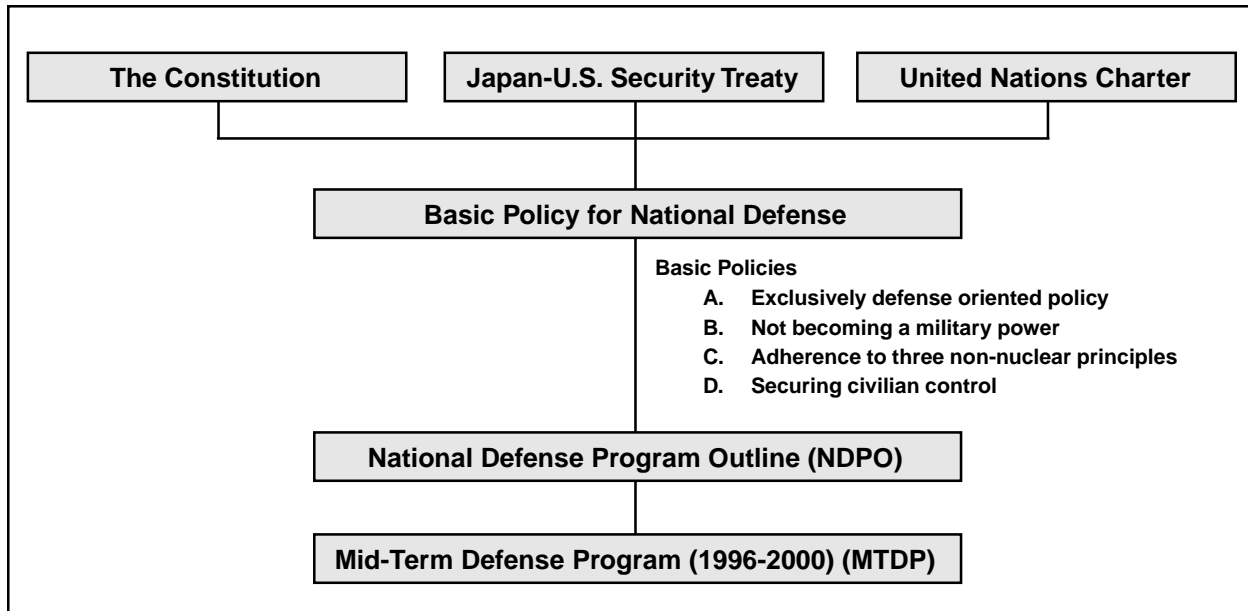 The Constitution
Japan-U.S. Security Treaty
United Nations Charter
Basic Policy for National Defense
Basic Policies
A. Exclusively defense oriented policy
B. Not becoming a military power
C. Adherence to three non-nuclear principles
D. Securing civilian control
National Defense Program Outline (NDPO)
Mid-Term Defense Program (1996-2000) (MTDP)